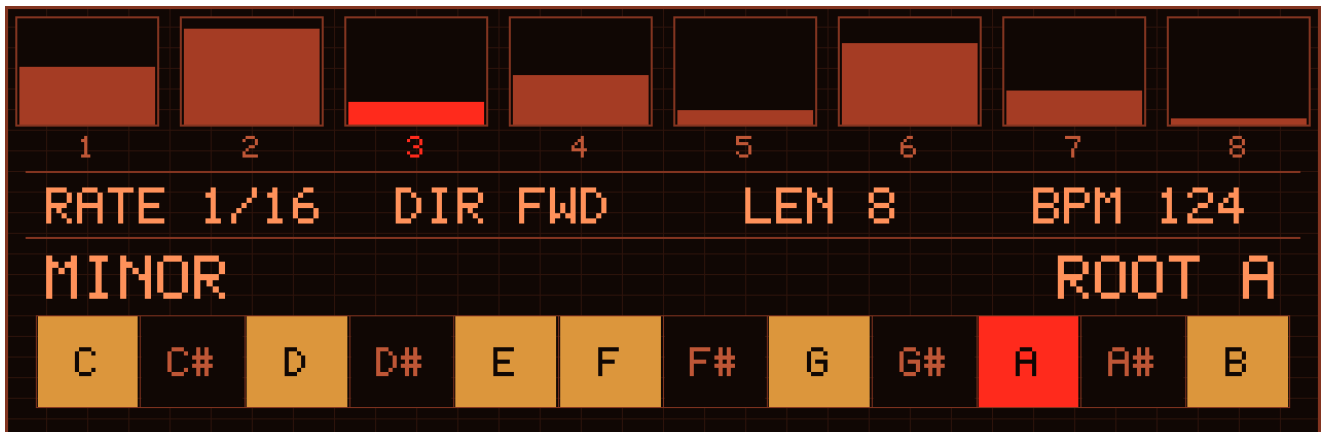 1 2 3 4 5 6 7 8
RATE 1/16 DIR FWD LEN 8 BPM 124
MINOR ROOT A
C C# D D# E F F# G G# A A# B